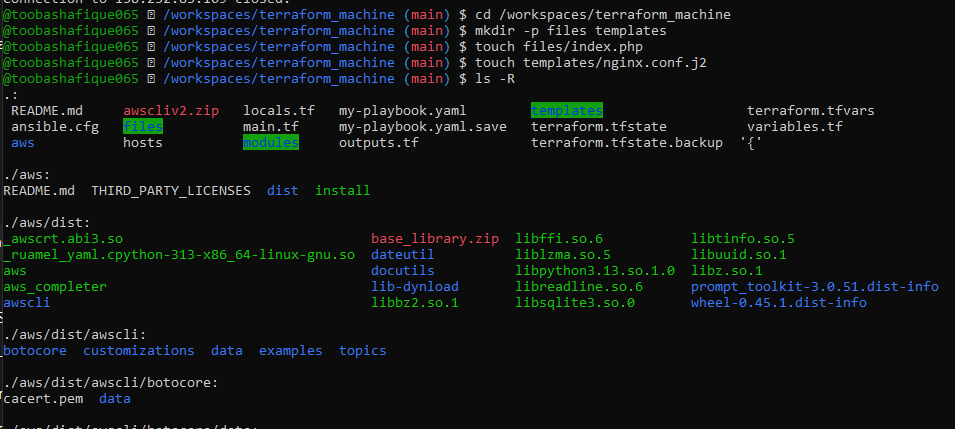 @toobashafique065 /workspaces/terraform_machine (main) $ cd /workspaces/terraform_machine
@toobashafique065 /workspaces/terraform_machine (main) $ mkdir -p files templates
@toobashafique065 /workspaces/terraform_machine (main) $ touch files/index.php
@toobashafique065 /workspaces/terraform_machine (main) $ touch templates/nginx.conf.j2
@toobashafique065 /workspaces/terraform_machine (main) $ ls -R
.:
README.md awscliv2.zip locals.tf my-playbook.yaml templates terraform.tfvars
ansible.cfg files main.tf my-playbook.yaml.save terraform.tfstate variables.tf
aws hosts modules outputs.tf terraform.tfstate.backup '{'
./aws:
README.md THIRD_PARTY_LICENSES dist install
./aws/dist:
_awscrt.abi3.so base_library.zip libffi.so.6 libtinfo.so.5
_ruamel_yaml.cpython-313-x86_64-linux-gnu.so dateutil liblzma.so.5 libuuid.so.1
aws docutils libpython3.13.so.1.0 libz.so.1
aws_completer lib-dynload libreadline.so.6 prompt_toolkit-3.0.51.dist-info
awscli libbz2.so.1 libsqlite3.so.0 wheel-0.45.1.dist-info
./aws/dist/awscli:
botocore customizations data examples topics
./aws/dist/awscli/botocore:
cacert.pem data